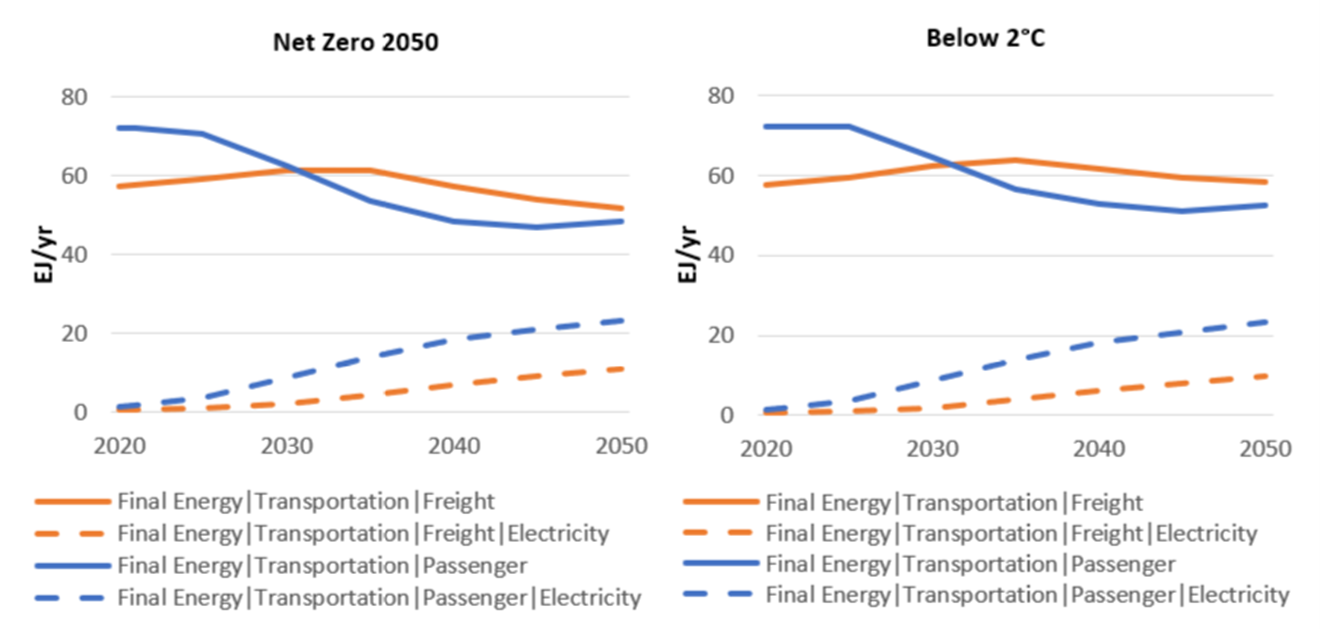 Net Zero 2050
80
60
40
20
0
EJ/yr
2020 2030 2040 2050
Final Energy|Transportation|Freight
Final Energy|Transportation|Freight|Electricity
Final Energy|Transportation|Passenger
Final Energy|Transportation|Passenger|Electricity
Below 2°C
80
60
40
20
0
EJ/yr
2020 2030 2040 2050
Final Energy|Transportation|Freight
Final Energy|Transportation|Freight|Electricity
Final Energy|Transportation|Passenger
Final Energy|Transportation|Passenger|Electricity